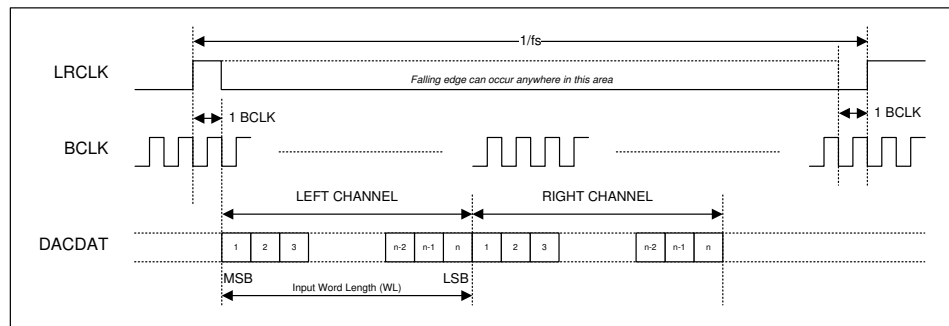 1/fs
LRCLK
Falling edge can occur anywhere in this area
1 BCLK
1 BCLK
BCLK
LEFT CHANNEL
RIGHT CHANNEL
DACDAT
1 2 3 n-2 n-1 n 1 2 3 n-2 n-1 n
MSB
LSB
Input Word Length (WL)